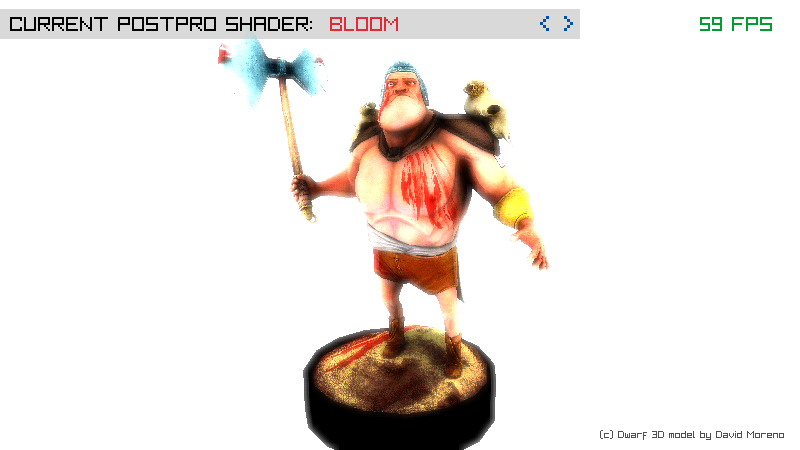 CURRENT POSTPRO SHADER: BLOOM < >
59 FPS
(c) Dwarf 3D model by David Moreno